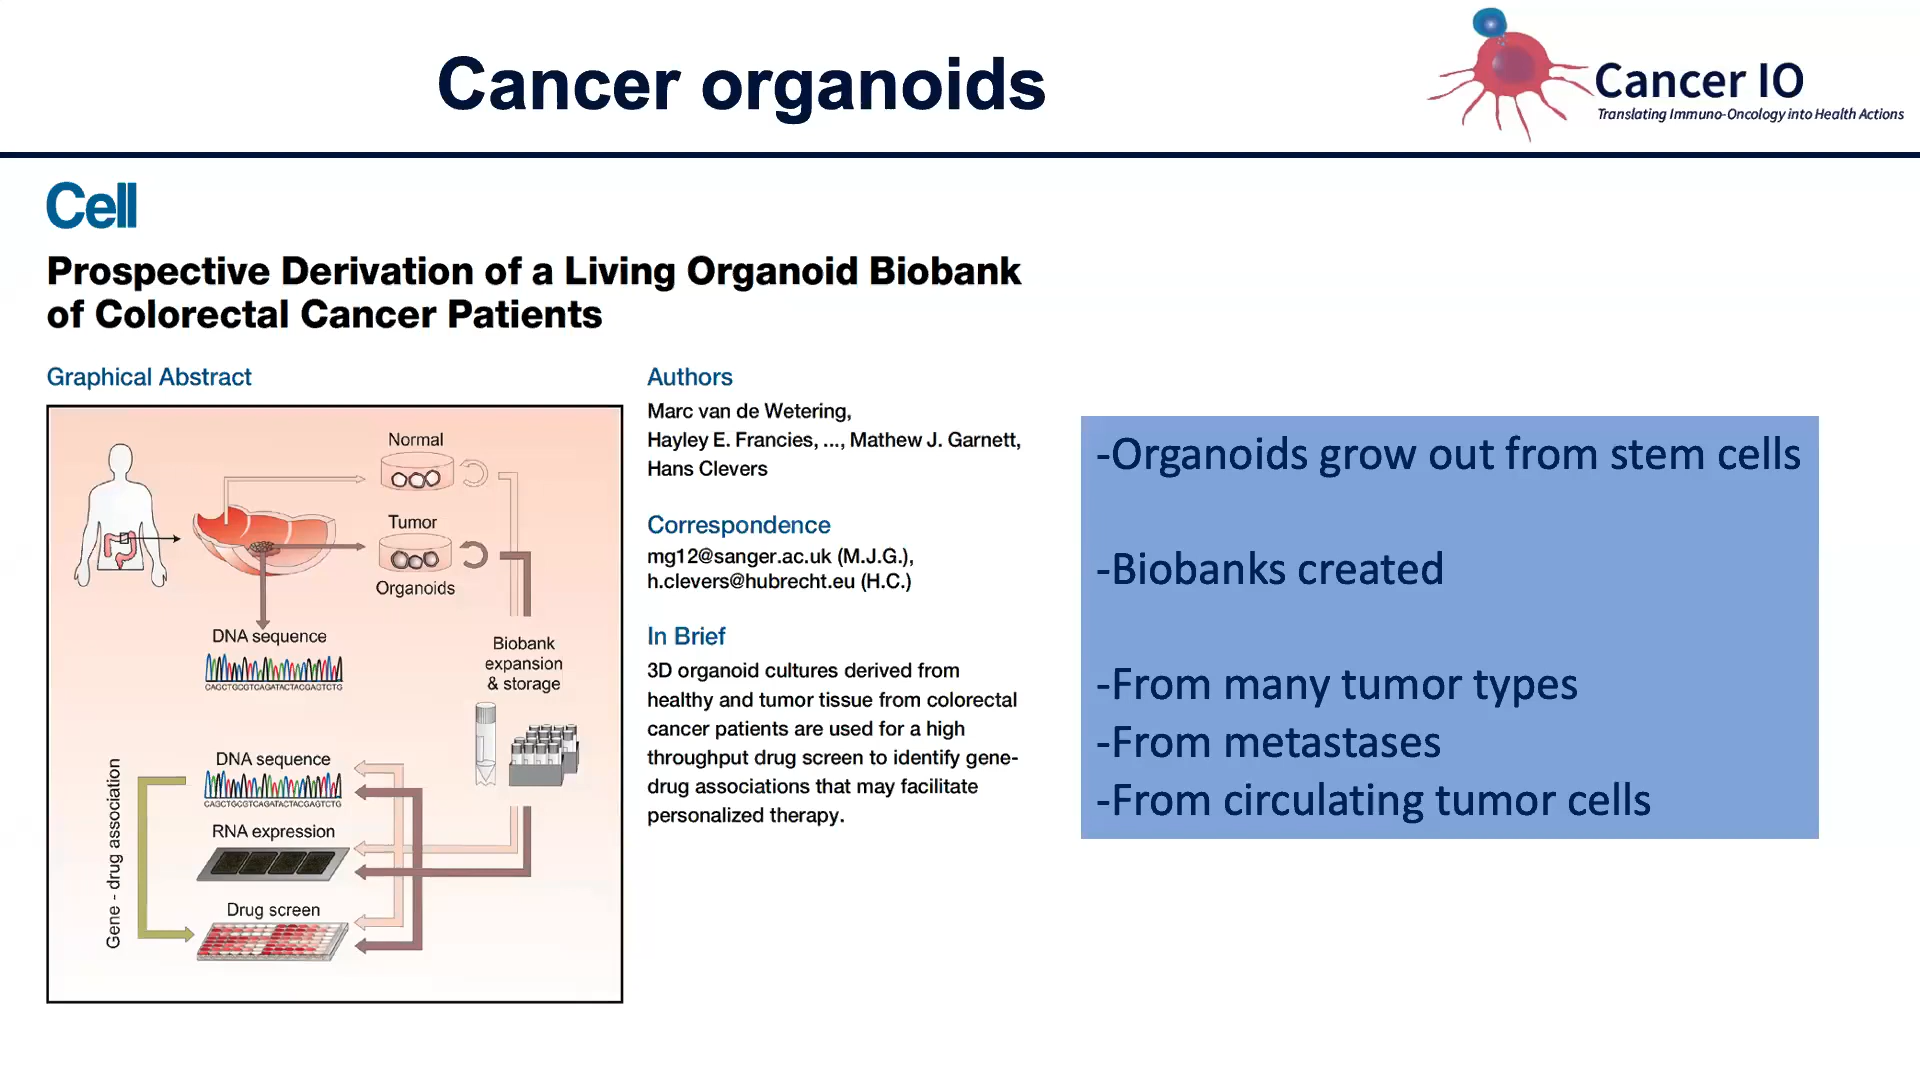 Cancer organoids
Cancer IO
Translating Immuno-Oncology into Health Actions
Cell
Prospective Derivation of a Living Organoid Biobank
of Colorectal Cancer Patients
Graphical Abstract
Normal
Tumor
Organoids
DNA sequence
CAGCTGCGTCAGATACTACGAGTCTG
Biobank
expansion
& storage
DNA sequence
CAGCTGCGTCAGATACTACGAGTCTG
RNA expression
Drug screen
Gene - drug association
Authors
Marc van de Wetering,
Hayley E. Francies, ..., Mathew J. Garnett,
Hans Clevers
Correspondence
mg12@sanger.ac.uk (M.J.G.),
h.clevers@hubrecht.eu (H.C.)
In Brief
3D organoid cultures derived from
healthy and tumor tissue from colorectal
cancer patients are used for a high
throughput drug screen to identify gene-
drug associations that may facilitate
personalized therapy.
-Organoids grow out from stem cells
-Biobanks created
-From many tumor types
-From metastases
-From circulating tumor cells